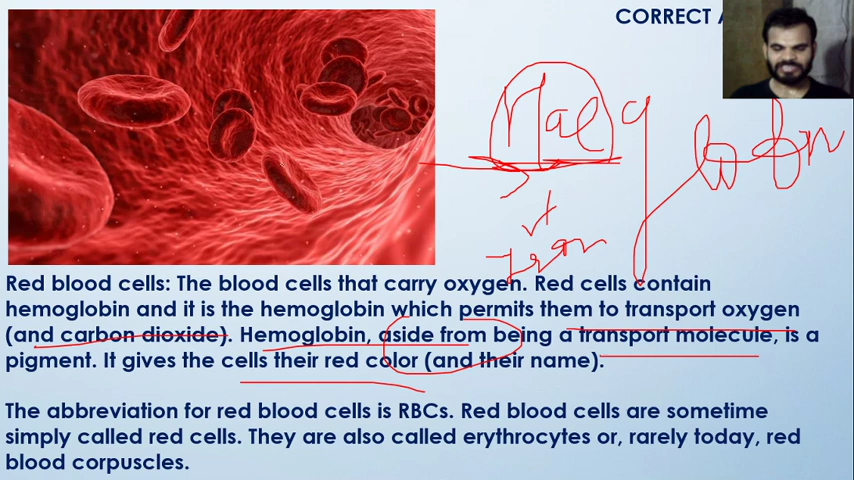 CORRECT
Red blood cells: The blood cells that carry oxygen. Red cells contain
hemoglobin and it is the hemoglobin which permits them to transport oxygen
(and carbon dioxide). Hemoglobin, aside from being a transport molecule, is a
pigment. It gives the cells their red color (and their name).
The abbreviation for red blood cells is RBCs. Red blood cells are sometime
simply called red cells. They are also called erythrocytes or, rarely today, red
blood corpuscles.